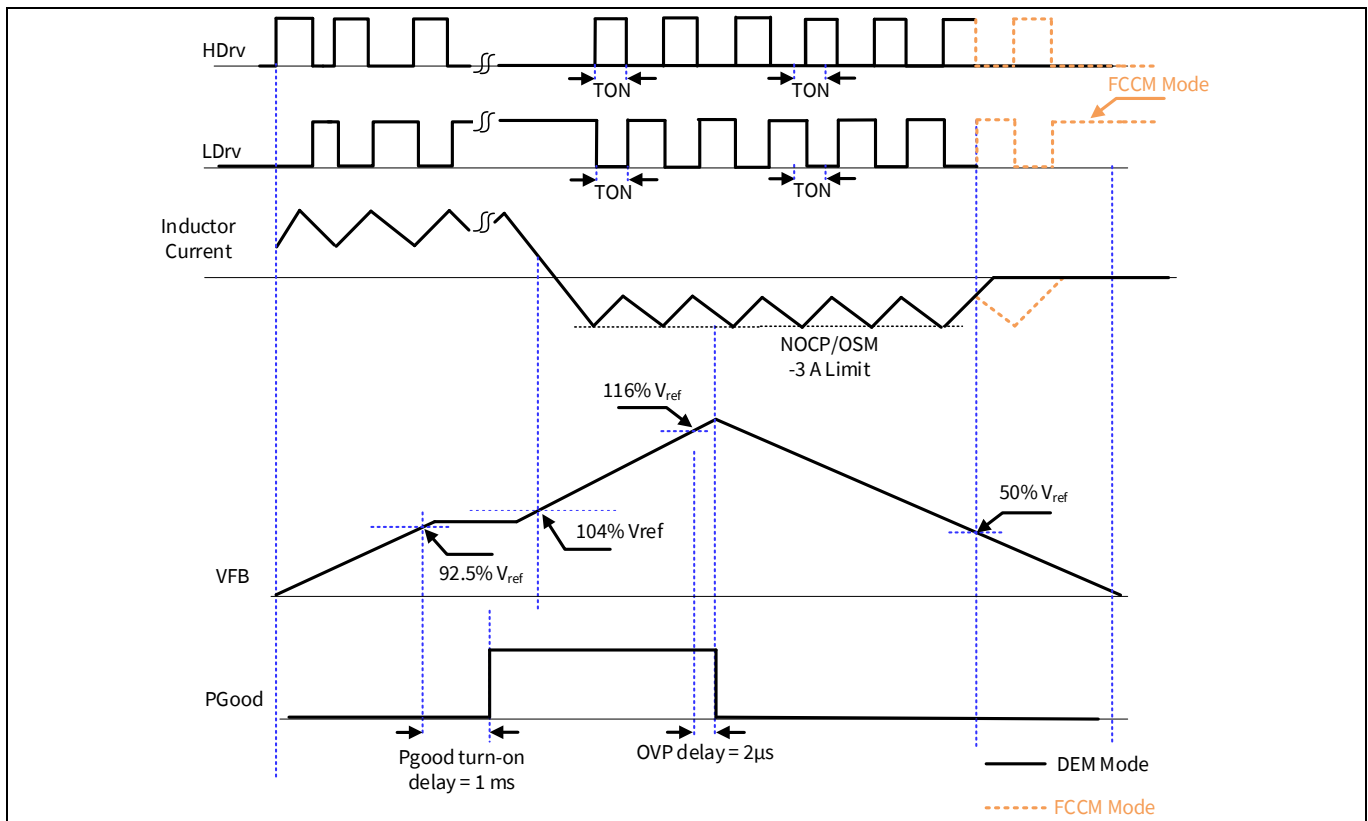 HDrv
TON
TON
FCCM Mode
LDrv
TON
TON
Inductor
Current
NOCP/OSM
-3 A Limit
116% Vref
50% Vref
104% Vref
92.5% Vref
VFB
PGood
Pgood turn-on
delay = 1 ms
OVP delay = 2µs
DEM Mode
FCCM Mode